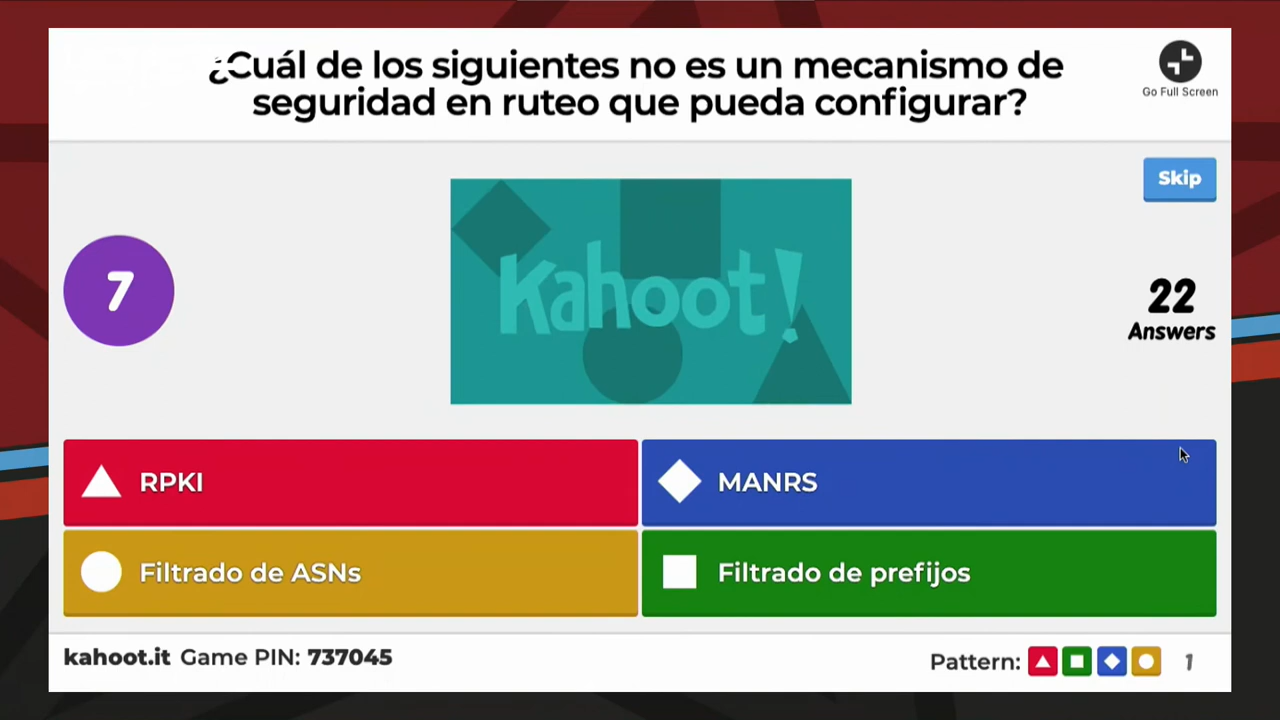 ¿Cuál de los siguientes no es un mecanismo de
seguridad en ruteo que pueda configurar?
Go Full Screen
Skip
7
Kahoot!
22
Answers
RPKI
MANRS
Filtrado de ASNs
Filtrado de prefijos
kahoot.it Game PIN: 737045
Pattern: 1